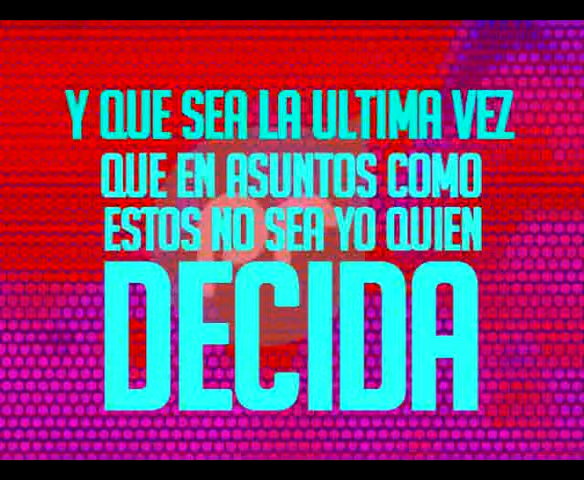 Y QUE SEA LA ULTIMA VEZ
QUE EN ASUNTOS COMO
ESTOS NO SEA YO QUIEN
DECIDA